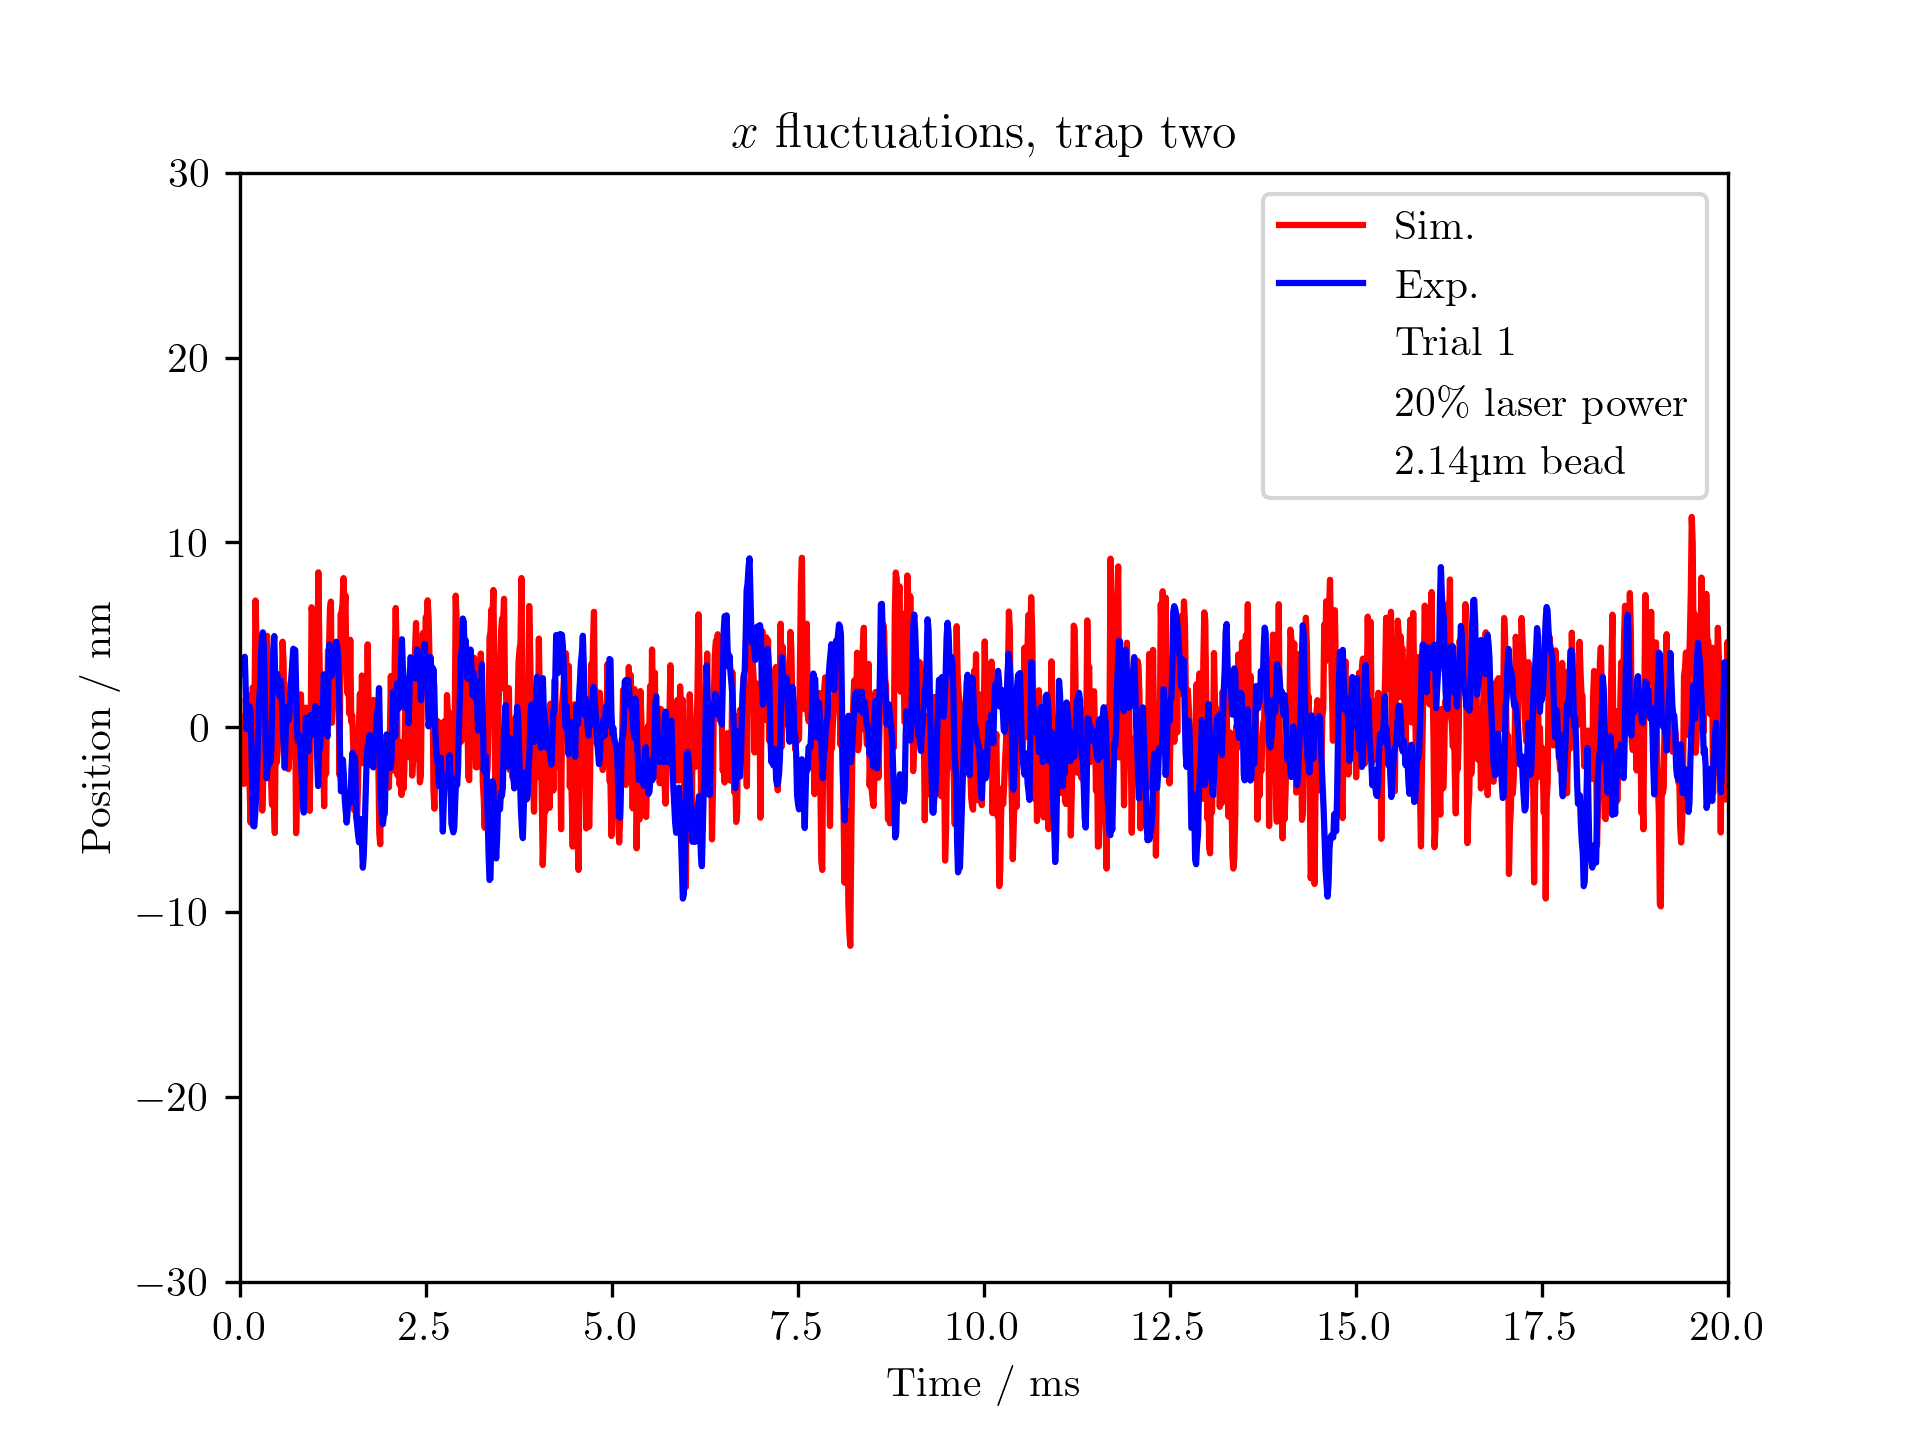 x fluctuations, trap two
30
20
10
0
−10
−20
−30
Position / nm
Sim.
Exp.
Trial 1
20% laser power
2.14µm bead
0.0 2.5 5.0 7.5 10.0 12.5 15.0 17.5 20.0
Time / ms